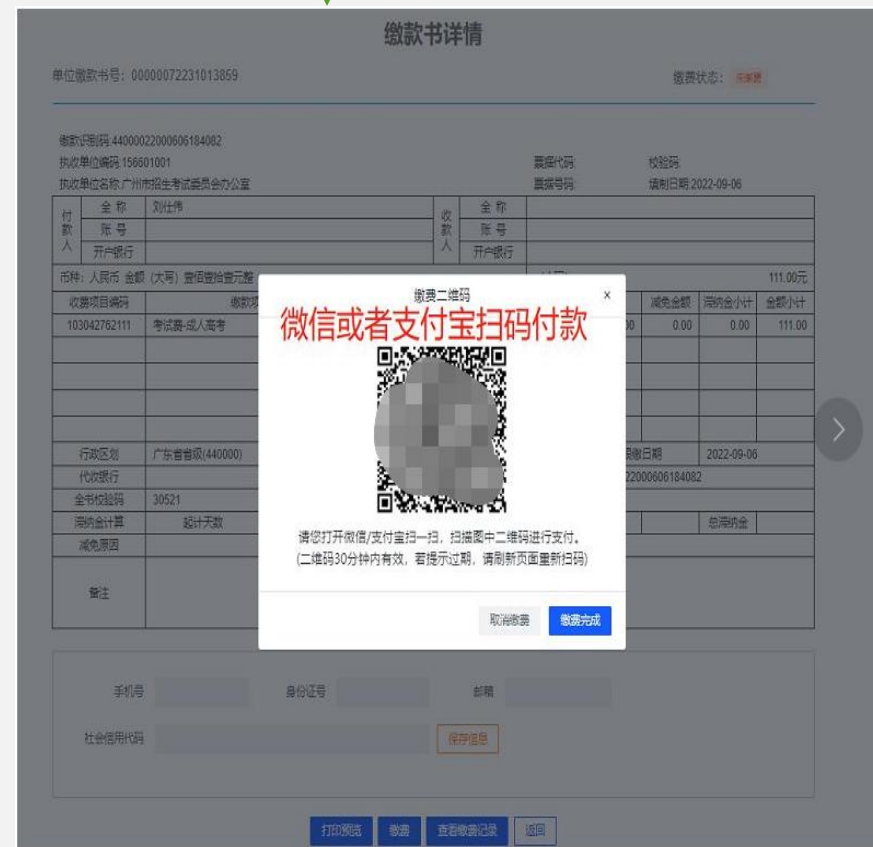 缴款书详情
单位缴款书号：00000072231013859 缴费状态：未缴费
缴款识别码:44000022000606184082
执收单位编码:156601001 票据代码: 校验码:
执收单位名称:广州市招生考试委员会办公室 票据号码: 填制日期:2022-09-06
付款人 全 称 刘仕伟 收款人 全 称
账 号 账 号
开户银行 开户银行
币种：人民币 金额（大写）壹佰壹拾壹元整 111.00元
收费项目编码 缴款项 减免金额 滞纳金小计 金额小计
103042762111 考试费-成人高考 00 0.00 0.00 111.00
缴费二维码 ×
微信或者支付宝扫码付款
请您打开微信/支付宝扫一扫，扫描图中二维码进行支付。
(二维码30分钟内有效，若提示过期，请刷新页面重新扫码)
取消缴费 缴费完成
行政区划 广东省省级(440000) 限缴日期 2022-09-06
代收银行 22000606184082
全书校验码 30521
滞纳金计算 起计天数 总滞纳金
减免原因
备注
手机号 身份证号 邮箱
社会信用代码 保存信息
打印预览 缴费 查看缴费记录 返回